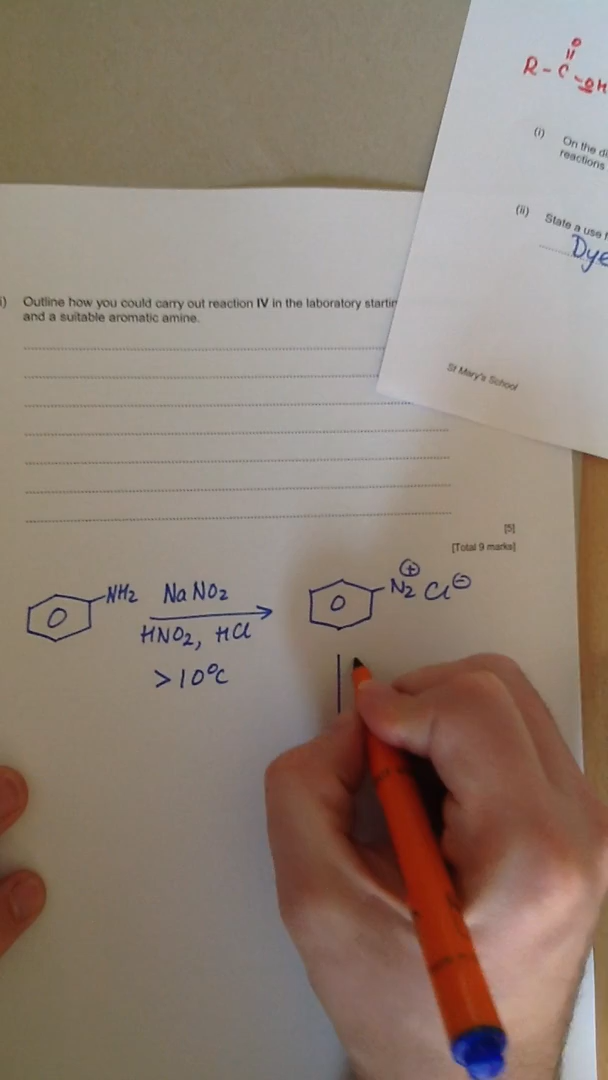 R-C-OH
O
(i) On the
reactions
(ii) State a use
Dye
St Mary's School
i) Outline how you could carry out reaction IV in the laboratory
and a suitable aromatic amine.
[5]
[Total 9 marks]
NH2 NaNO2 N2 + Cl -
HNO2, HCl
>10°C